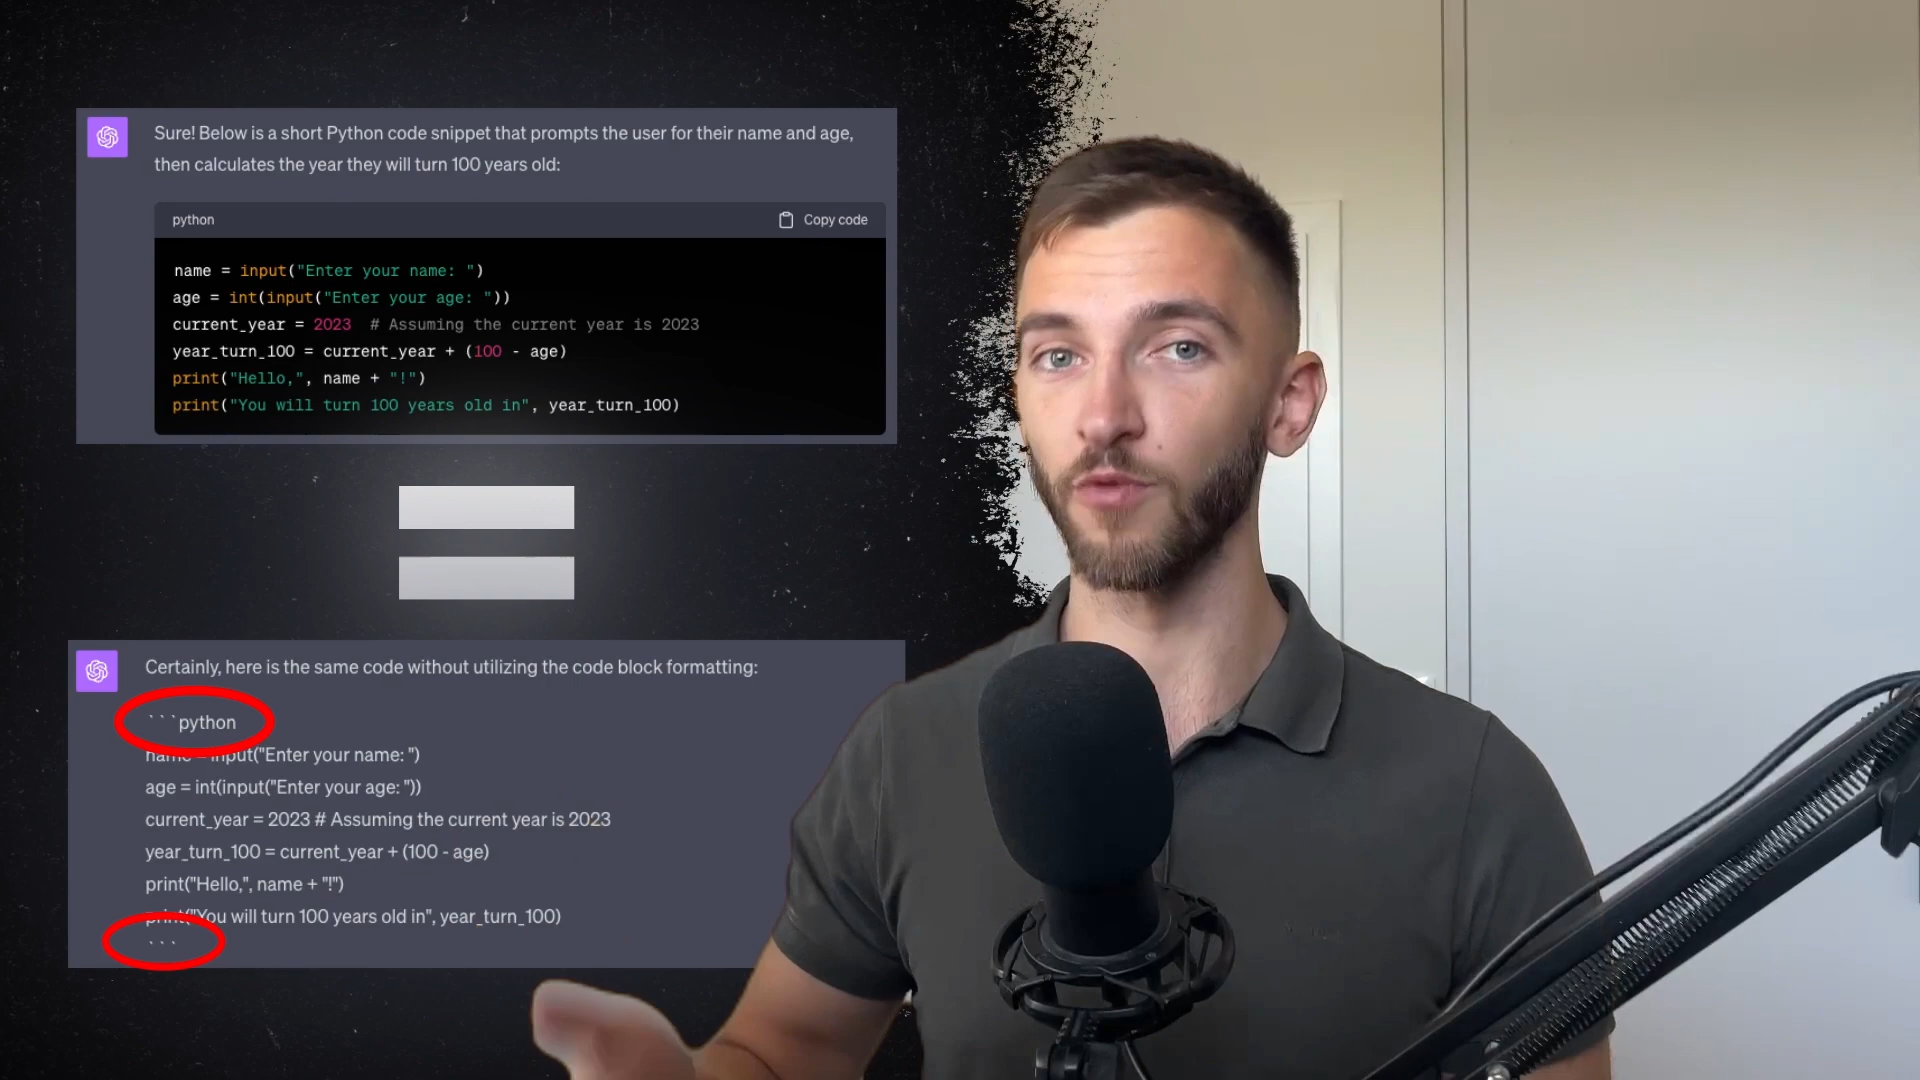 Sure! Below is a short Python code snippet that prompts the user for their name and age,
then calculates the year they will turn 100 years old:
python
Copy code
name = input("Enter your name: ")
age = int(input("Enter your age: "))
current_year = 2023  # Assuming the current year is 2023
year_turn_100 = current_year + (100 - age)
print("Hello,", name + "!")
print("You will turn 100 years old in", year_turn_100)
Certainly, here is the same code without utilizing the code block formatting:
```python
name = input("Enter your name: ")
age = int(input("Enter your age: "))
current_year = 2023 # Assuming the current year is 2023
year_turn_100 = current_year + (100 - age)
print("Hello,", name + "!")
print("You will turn 100 years old in", year_turn_100)
```